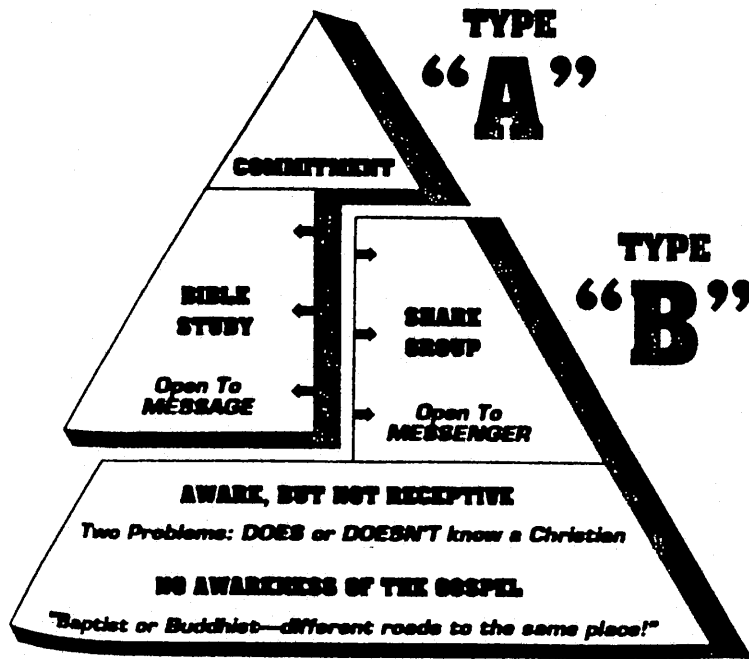 TYPE
“A”
COMMITMENT
TYPE
“B”
BIBLE
STUDY
Open To
MESSAGE
SHARE
GROUP
Open To
MESSENGER
AWARE, BUT NOT RECEPTIVE
Two Problems: DOES or DOESN'T know a Christian
NO AWARENESS OF THE GOSPEL
"Baptist or Buddhist—different roads to the same place!"